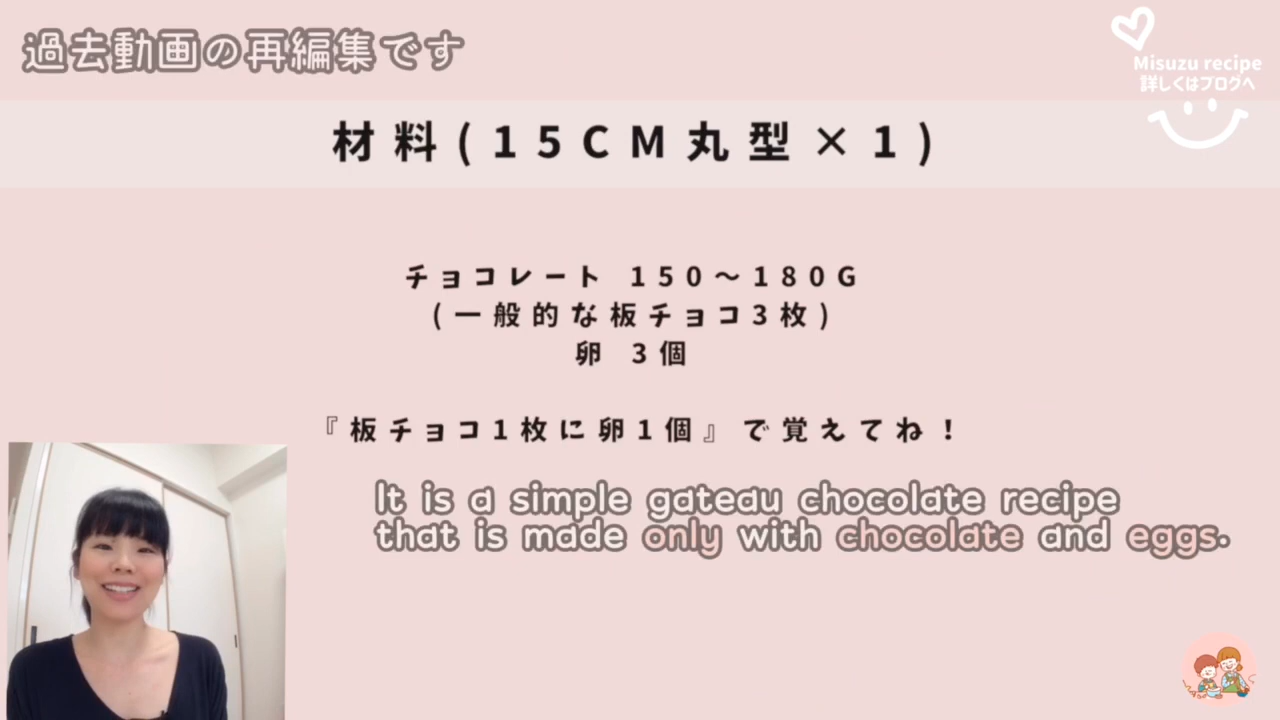 過去動画の再編集です
Misuzu recipe
詳しくはブログへ
材料(15CM丸型×1)
チョコレート 150～180G
(一般的な板チョコ3枚)
卵 3個
『板チョコ1枚に卵1個』で覚えてね！
It is a simple gateau chocolate recipe
that is made only with chocolate and eggs.